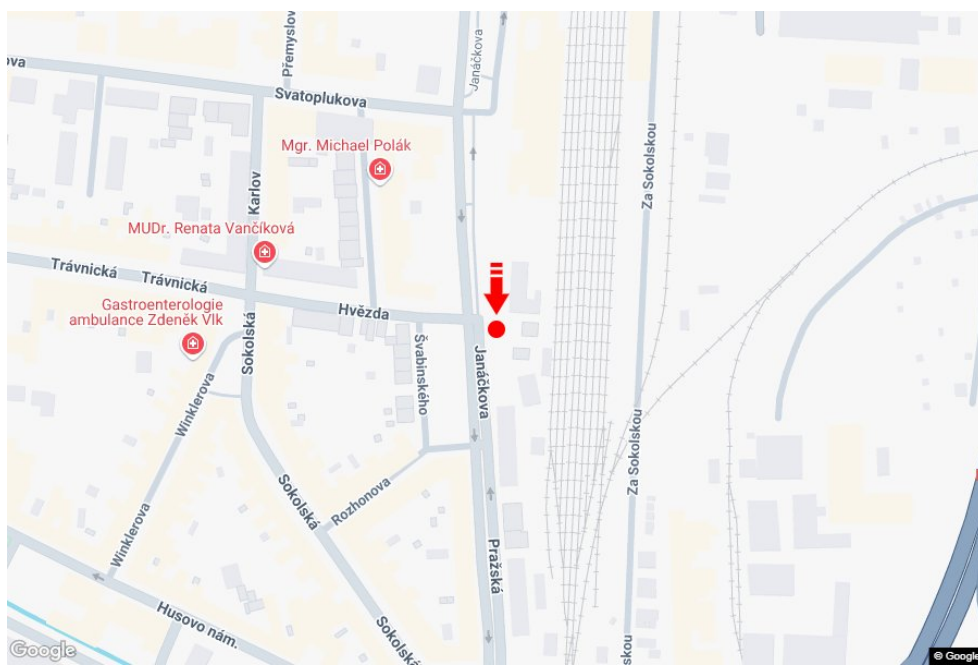 Přemyslov
Janáčkova
ova
Svatoplukova
Mgr. Michael Polák
Za Sokolskou
Karlov
MUDr. Renata Vančíková
Trávnická
Trávnická
Hvězda
Gastroenterologie
ambulance Zdeněk Vlk
Sokolská
Švabinského
Janáčkova
Winklerova
Za Sokolskou
Sokolská
Rozhonova
Winklerova
Pražská
Husovo nám.
Sokolská
kolskou
Google
© Google